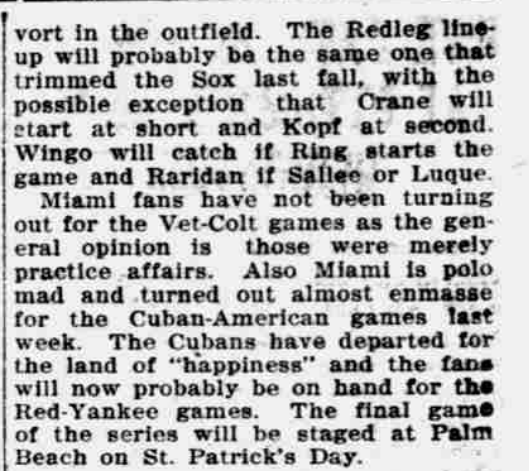 vort in the outfield. The Redleg line-
up will probably be the same one that
trimmed the Sox last fall, with the
possible exception that Crane will
start at short and Kopf at second.
Wingo will catch if Ring starts the
game and Raridan if Sallee or Luque.
Miami fans have not been turning
out for the Vet-Colt games as the gen-
eral opinion is those were merely
practice affairs. Also Miami is polo
mad and turned out almost enmasse
for the Cuban-American games last
week. The Cubans have departed for
the land of "happiness" and the fans
will now probably be on hand for the
Red-Yankee games. The final game
of the series will be staged at Palm
Beach on St. Patrick's Day.